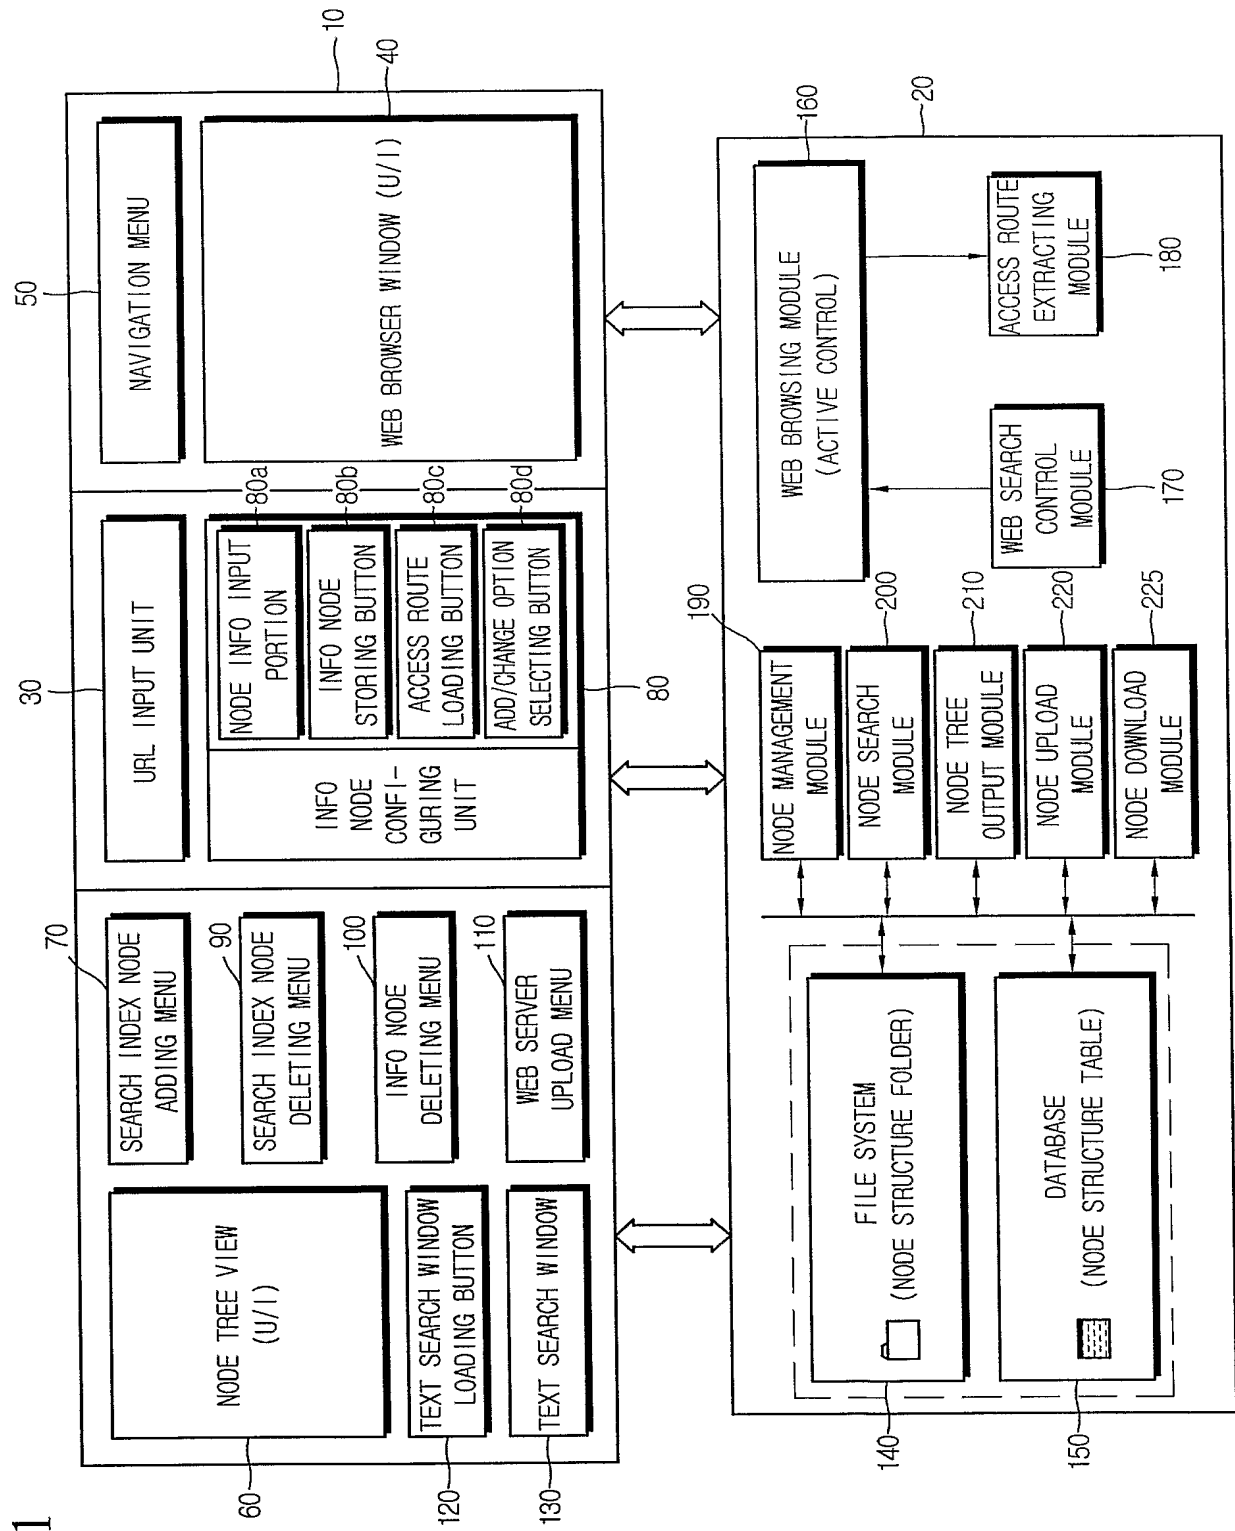 1
60
NODE TREE VIEW
(U/I)
120
TEXT SEARCH WINDOW
LOADING BUTTON
130
TEXT SEARCH WINDOW
70
SEARCH INDEX NODE
ADDING MENU
90
SEARCH INDEX NODE
DELETING MENU
100
INFO NODE
DELETING MENU
110
WEB SERVER
UPLOAD MENU
30
URL INPUT UNIT
INFO
NODE
CONFI-
GURING
UNIT
NODE INFO INPUT
PORTION
80a
INFO NODE
STORING BUTTON
80b
ACCESS ROUTE
LOADING BUTTON
80c
ADD/CHANGE OPTION
SELECTING BUTTON
80d
80
50
NAVIGATION MENU
WEB BROWSER WINDOW (U/I)
10
40
140
FILE SYSTEM
(NODE STRUCTURE FOLDER)
150
DATABASE
(NODE STRUCTURE TABLE)
190
NODE MANAGEMENT
MODULE
200
NODE SEARCH
MODULE
210
NODE TREE
OUTPUT MODULE
220
NODE UPLOAD
MODULE
225
NODE DOWNLOAD
MODULE
160
WEB BROWSING MODULE
(ACTIVE CONTROL)
WEB SEARCH
CONTROL
MODULE
170
ACCESS ROUTE
EXTRACTING
MODULE
180
20